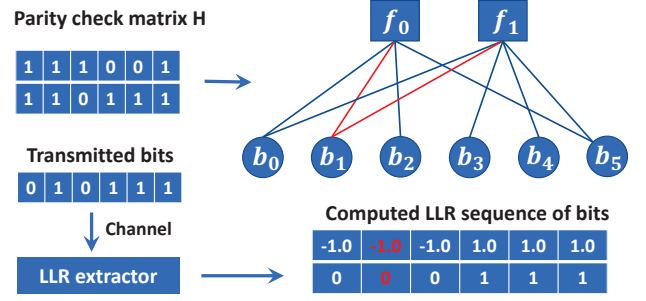 Parity check matrix H
1 1 1 0 0 1
1 1 0 1 1 1
f0 f1
b0 b1 b2 b3 b4 b5
Transmitted bits
0 1 0 1 1 1
Channel
LLR extractor
Computed LLR sequence of bits
-1.0 -1.0 -1.0 1.0 1.0 1.0
0 0 0 1 1 1